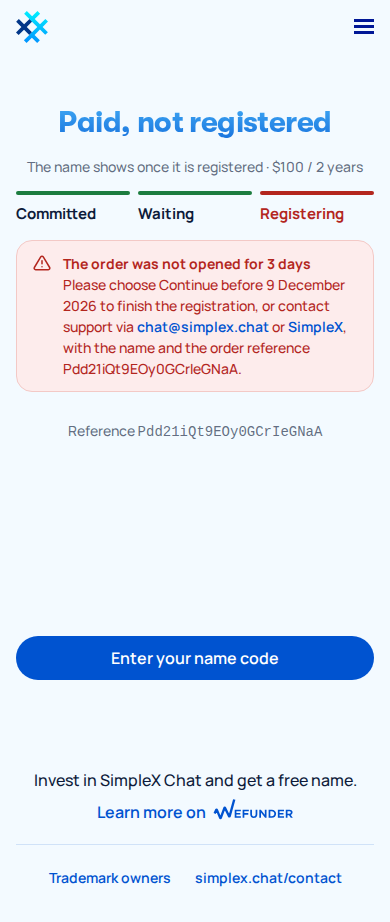 Paid, not registered
The name shows once it is registered · $100 / 2 years
Committed Waiting Registering
The order was not opened for 3 days
Please choose Continue before 9 December
2026 to finish the registration, or contact
support via chat@simplex.chat or SimpleX,
with the name and the order reference
Pdd21iQt9EOy0GCrIeGNaA.
Reference Pdd21iQt9EOy0GCrIeGNaA
Enter your name code
Invest in SimpleX Chat and get a free name.
Learn more on WEFUNDER
Trademark owners simplex.chat/contact